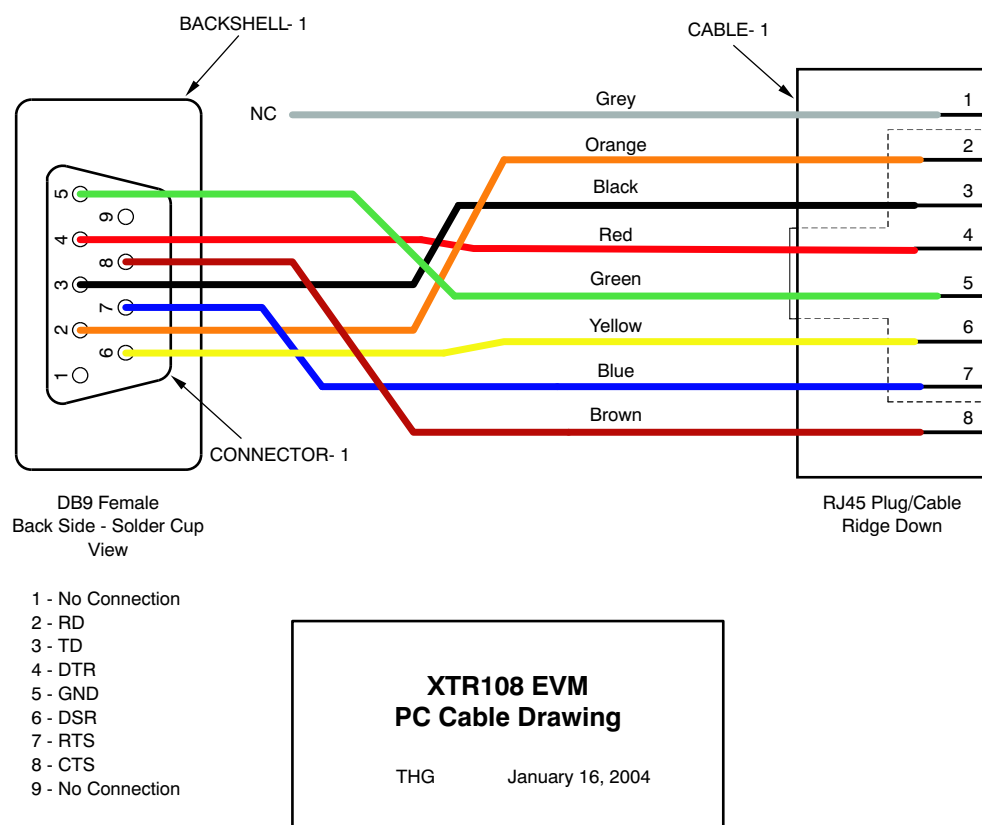 BACKSHELL- 1
CABLE- 1
NC
Grey
1
Orange
2
Black
3
Red
4
Green
5
Yellow
6
Blue
7
Brown
8
5
9
4
8
3
7
2
6
1
CONNECTOR- 1
DB9 Female
Back Side - Solder Cup
View
RJ45 Plug/Cable
Ridge Down
1 - No Connection
2 - RD
3 - TD
4 - DTR
5 - GND
6 - DSR
7 - RTS
8 - CTS
9 - No Connection
XTR108 EVM
PC Cable Drawing
THG January 16, 2004